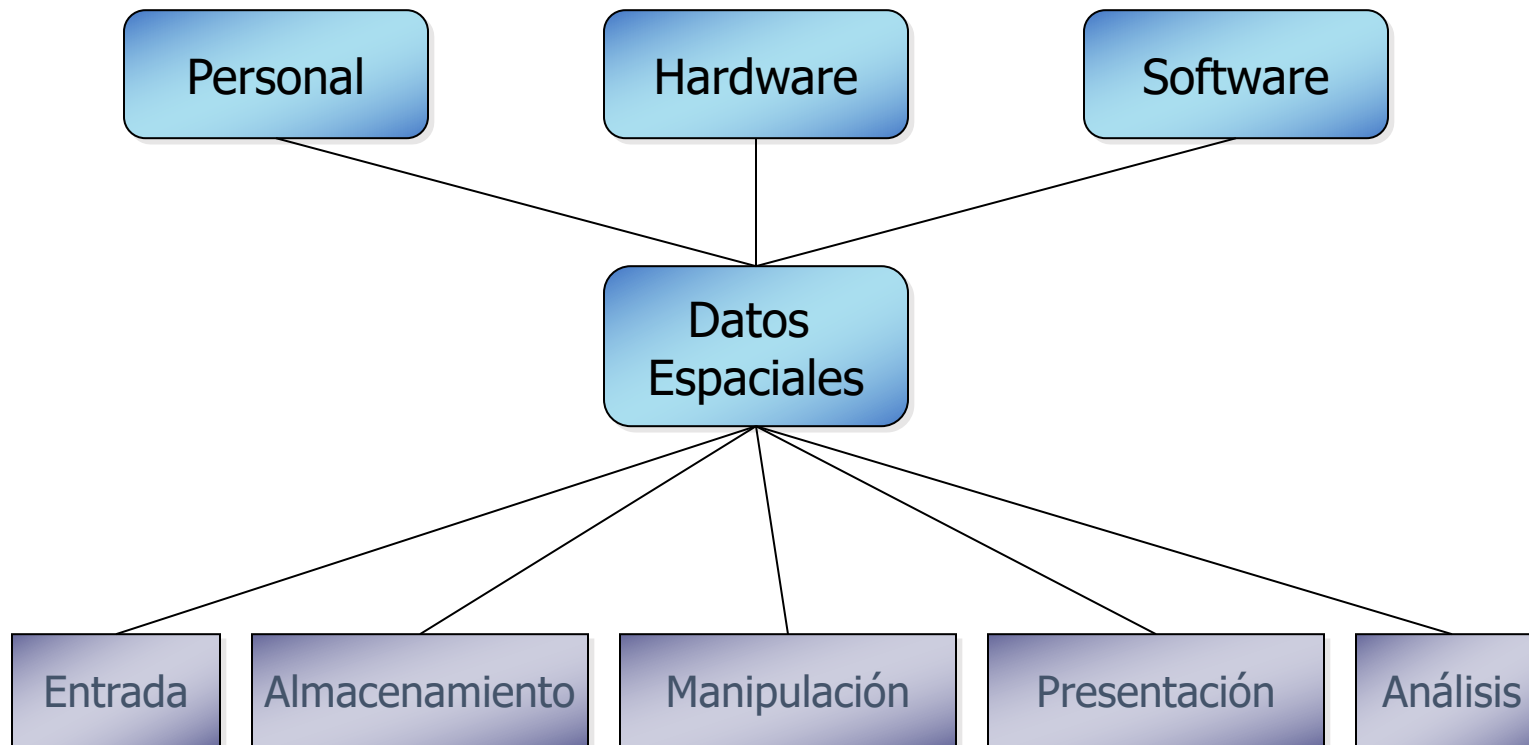 Personal
Hardware
Software
Datos
Espaciales
Entrada
Almacenamiento
Manipulación
Presentación
Análisis